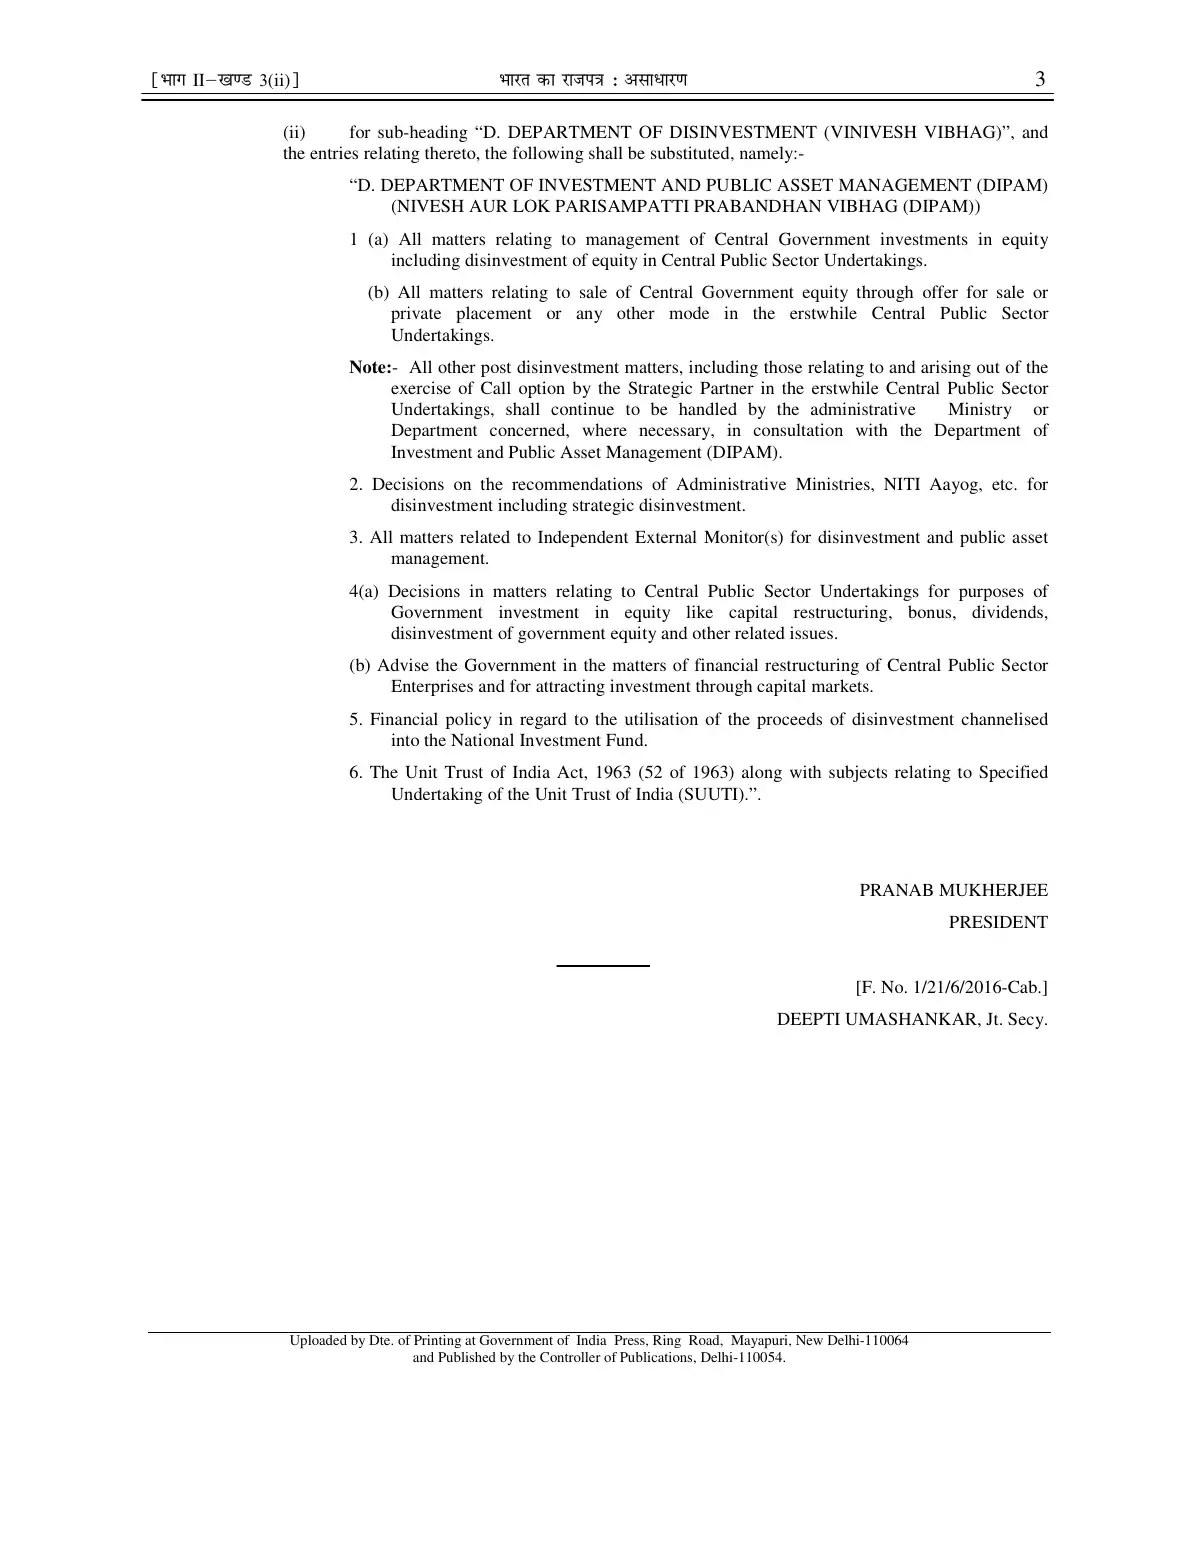 [भाग II–खण्ड 3(ii)] भारत का राजपत्र : असाधारण 3
(ii) for sub-heading “D. DEPARTMENT OF DISINVESTMENT (VINIVESH VIBHAG)”, and
the entries relating thereto, the following shall be substituted, namely:-
“D. DEPARTMENT OF INVESTMENT AND PUBLIC ASSET MANAGEMENT (DIPAM)
(NIVESH AUR LOK PARISAMPATTI PRABANDHAN VIBHAG (DIPAM))
1 (a) All matters relating to management of Central Government investments in equity
including disinvestment of equity in Central Public Sector Undertakings.
(b) All matters relating to sale of Central Government equity through offer for sale or
private placement or any other mode in the erstwhile Central Public Sector
Undertakings.
Note:- All other post disinvestment matters, including those relating to and arising out of the
exercise of Call option by the Strategic Partner in the erstwhile Central Public Sector
Undertakings, shall continue to be handled by the administrative Ministry or
Department concerned, where necessary, in consultation with the Department of
Investment and Public Asset Management (DIPAM).
2. Decisions on the recommendations of Administrative Ministries, NITI Aayog, etc. for
disinvestment including strategic disinvestment.
3. All matters related to Independent External Monitor(s) for disinvestment and public asset
management.
4(a) Decisions in matters relating to Central Public Sector Undertakings for purposes of
Government investment in equity like capital restructuring, bonus, dividends,
disinvestment of government equity and other related issues.
(b) Advise the Government in the matters of financial restructuring of Central Public Sector
Enterprises and for attracting investment through capital markets.
5. Financial policy in regard to the utilisation of the proceeds of disinvestment channelised
into the National Investment Fund.
6. The Unit Trust of India Act, 1963 (52 of 1963) along with subjects relating to Specified
Undertaking of the Unit Trust of India (SUUTI).”.
PRANAB MUKHERJEE
PRESIDENT
[F. No. 1/21/6/2016-Cab.]
DEEPTI UMASHANKAR, Jt. Secy.
Uploaded by Dte. of Printing at Government of India Press, Ring Road, Mayapuri, New Delhi-110064
and Published by the Controller of Publications, Delhi-110054.